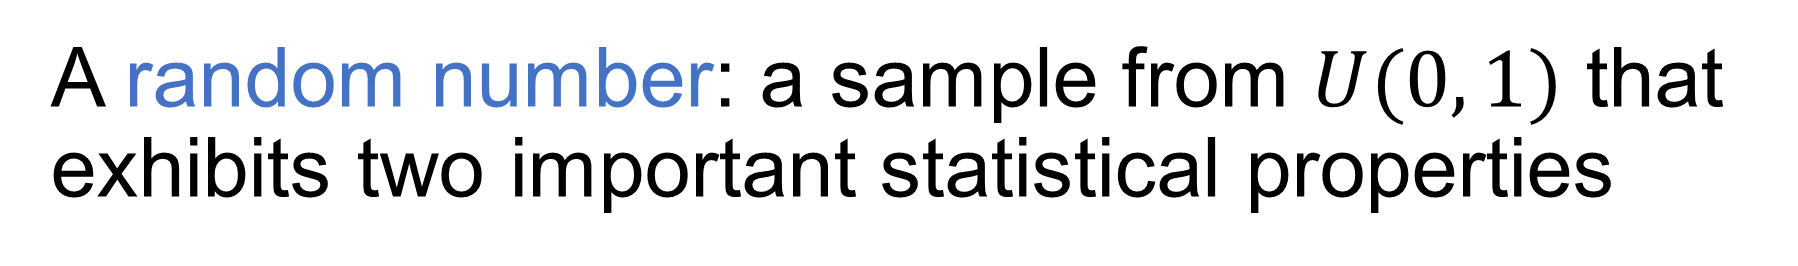 A random number: a sample from U(0, 1) that
exhibits two important statistical properties